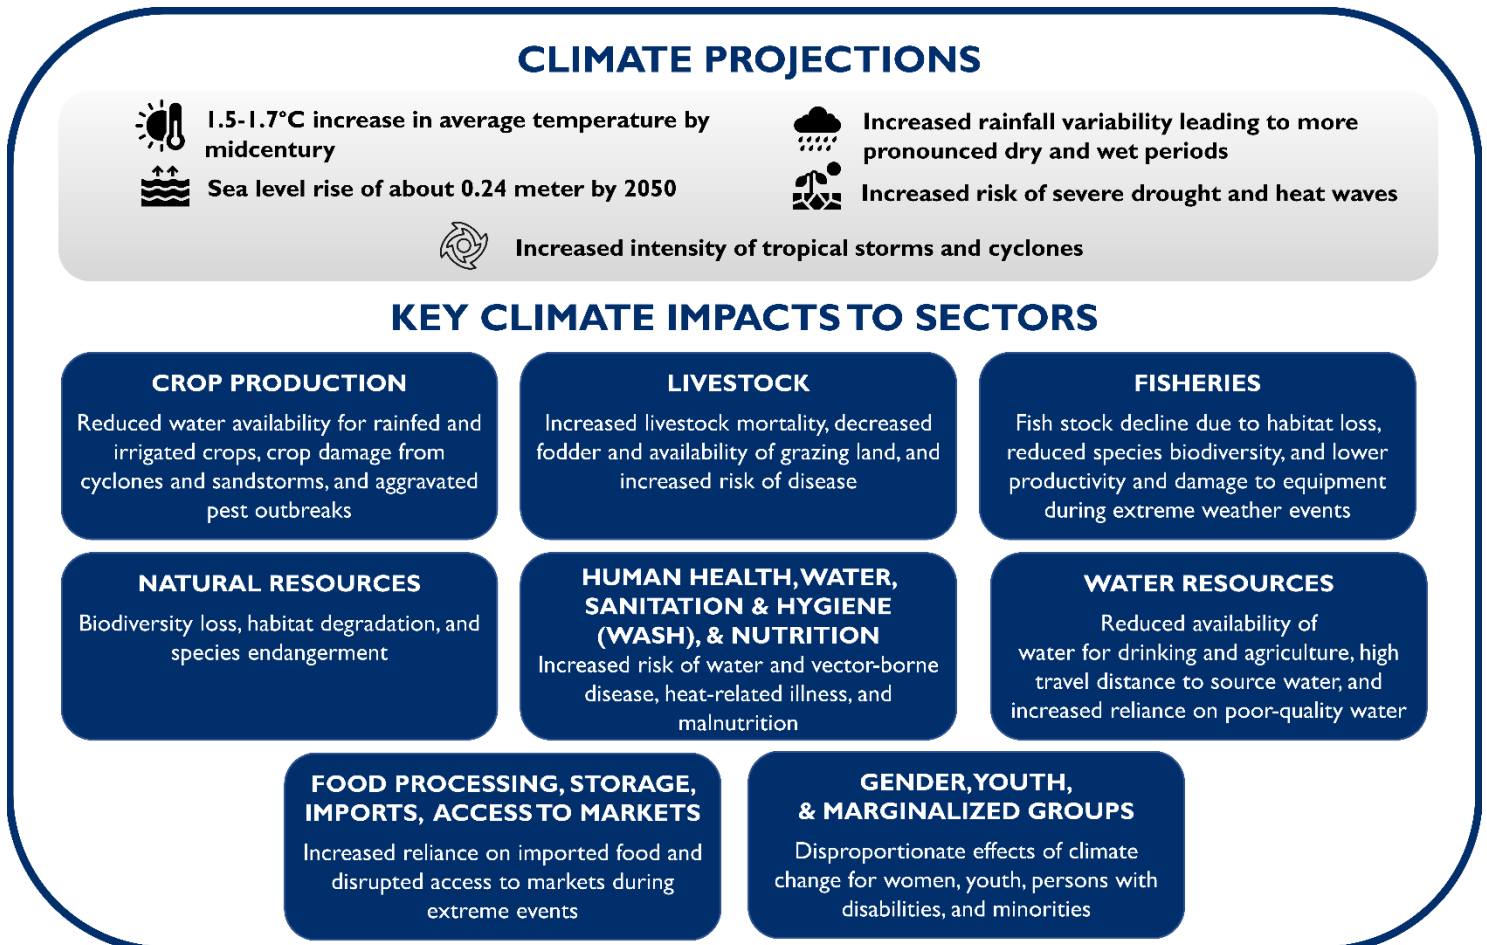 CLIMATE PROJECTIONS
1.5-1.7°C increase in average temperature by
midcentury
Sea level rise of about 0.24 meter by 2050
Increased rainfall variability leading to more
pronounced dry and wet periods
Increased risk of severe drought and heat waves
Increased intensity of tropical storms and cyclones
KEY CLIMATE IMPACTS TO SECTORS
CROP PRODUCTION
Reduced water availability for rainfed and
irrigated crops, crop damage from
cyclones and sandstorms, and aggravated
pest outbreaks
LIVESTOCK
Increased livestock mortality, decreased
fodder and availability of grazing land, and
increased risk of disease
FISHERIES
Fish stock decline due to habitat loss,
reduced species biodiversity, and lower
productivity and damage to equipment
during extreme weather events
NATURAL RESOURCES
Biodiversity loss, habitat degradation, and
species endangerment
HUMAN HEALTH, WATER,
SANITATION & HYGIENE
(WASH), & NUTRITION
Increased risk of water and vector-borne
disease, heat-related illness, and
malnutrition
WATER RESOURCES
Reduced availability of
water for drinking and agriculture, high
travel distance to source water, and
increased reliance on poor-quality water
FOOD PROCESSING, STORAGE,
IMPORTS, ACCESS TO MARKETS
Increased reliance on imported food and
disrupted access to markets during
extreme events
GENDER, YOUTH,
& MARGINALIZED GROUPS
Disproportionate effects of climate
change for women, youth, persons with
disabilities, and minorities